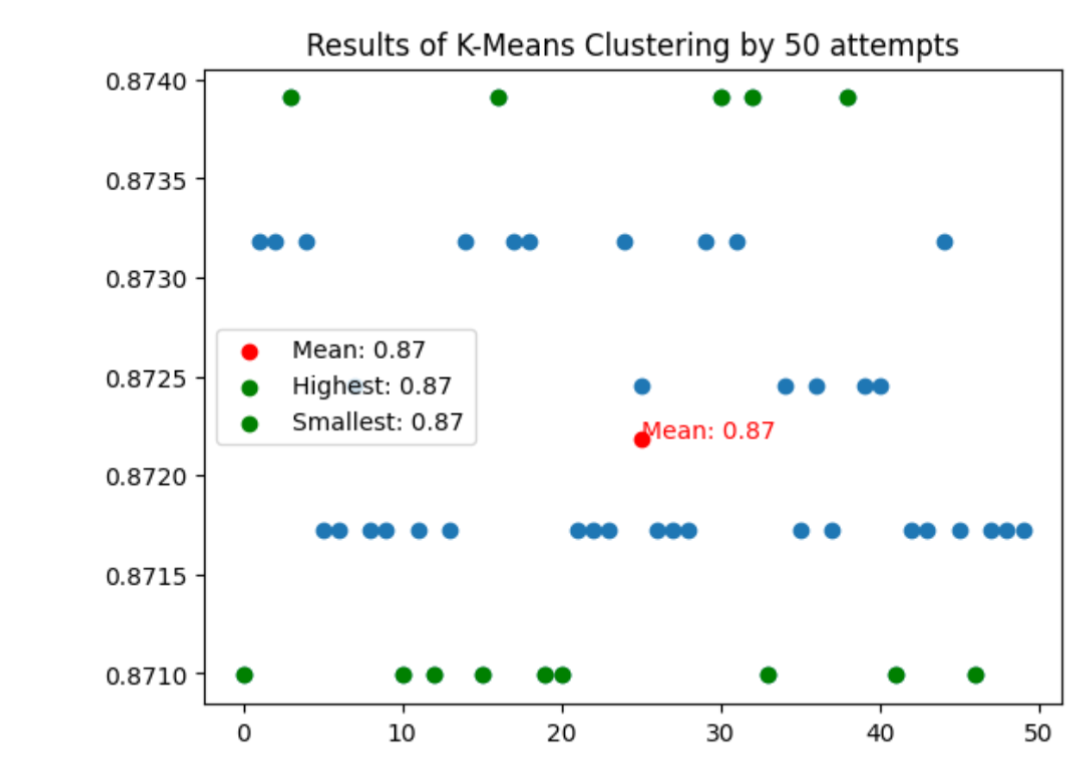 Results of K-Means Clustering by 50 attempts
0.8740
0.8735
0.8730
0.8725
0.8720
0.8715
0.8710
Mean: 0.87
Highest: 0.87
Smallest: 0.87
Mean: 0.87
0 10 20 30 40 50